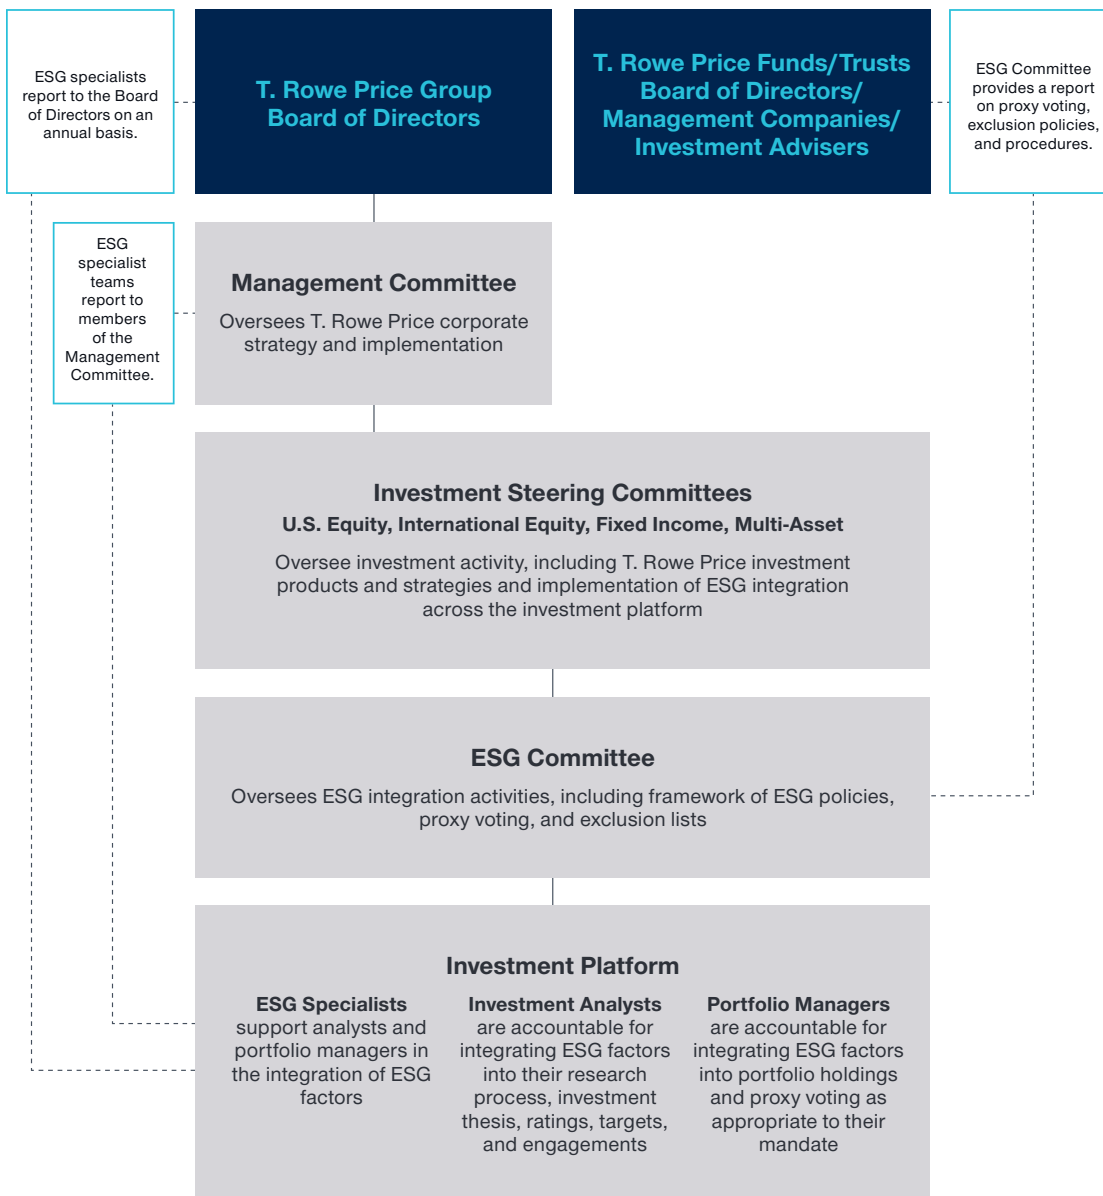 ESG specialists
report to the Board
of Directors on an
annual basis.
T. Rowe Price Group
Board of Directors
T. Rowe Price Funds/Trusts
Board of Directors/
Management Companies/
Investment Advisers
ESG Committee
provides a report
on proxy voting,
exclusion policies,
and procedures.
ESG
specialist
teams
report to
members
of the
Management
Committee.
Management Committee
Oversees T. Rowe Price corporate
strategy and implementation
Investment Steering Committees
U.S. Equity, International Equity, Fixed Income, Multi-Asset
Oversee investment activity, including T. Rowe Price investment
products and strategies and implementation of ESG integration
across the investment platform
ESG Committee
Oversees ESG integration activities, including framework of ESG policies,
proxy voting, and exclusion lists
Investment Platform
ESG Specialists
support analysts and
portfolio managers in
the integration of ESG
factors
Investment Analysts
are accountable for
integrating ESG factors
into their research
process, investment
thesis, ratings, targets,
and engagements
Portfolio Managers
are accountable for
integrating ESG factors
into portfolio holdings
and proxy voting as
appropriate to their
mandate